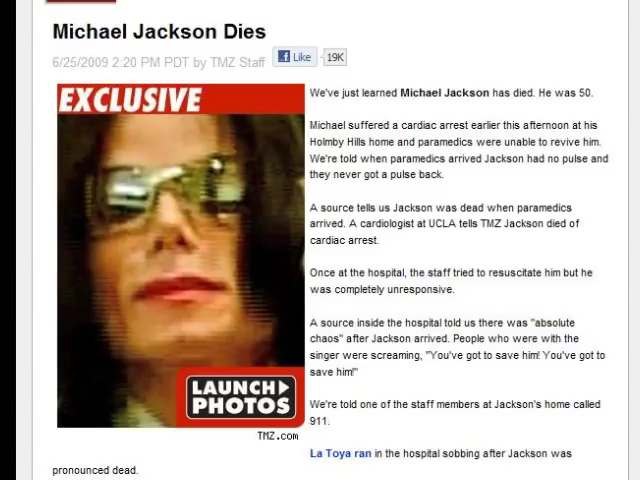 Michael Jackson Dies
6/25/2009 2:20 PM PDT by TMZ Staff Like 19K
EXCLUSIVE
We've just learned Michael Jackson has died. He was 50.
Michael suffered a cardiac arrest earlier this afternoon at his
Holmby Hills home and paramedics were unable to revive him.
We're told when paramedics arrived Jackson had no pulse and
they never got a pulse back.
A source tells us Jackson was dead when paramedics
arrived. A cardiologist at UCLA tells TMZ Jackson died of
cardiac arrest.
Once at the hospital, the staff tried to resuscitate him but he
was completely unresponsive.
A source inside the hospital told us there was "absolute
chaos" after Jackson arrived. People who were with the
singer were screaming, "You've got to save him! You've got to
save him!"
LAUNCH
PHOTOS
We're told one of the staff members at Jackson's home called
911.
TMZ.com
La Toya ran in the hospital sobbing after Jackson was
pronounced dead.